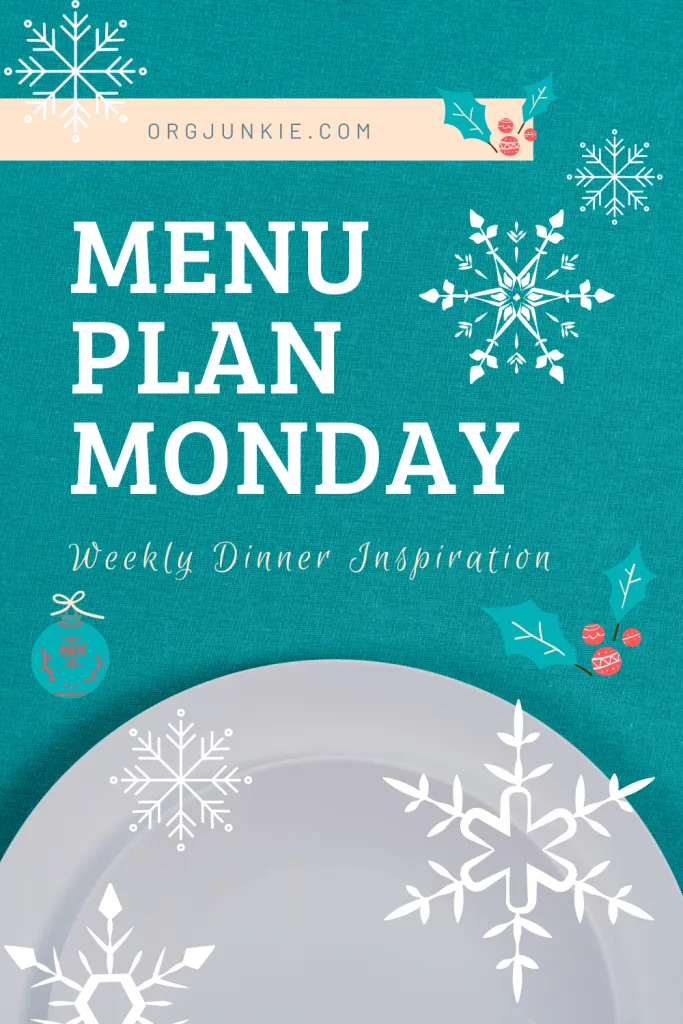 ORGJUNKIE.COM
MENU
PLAN
MONDAY
Weekly Dinner Inspiration